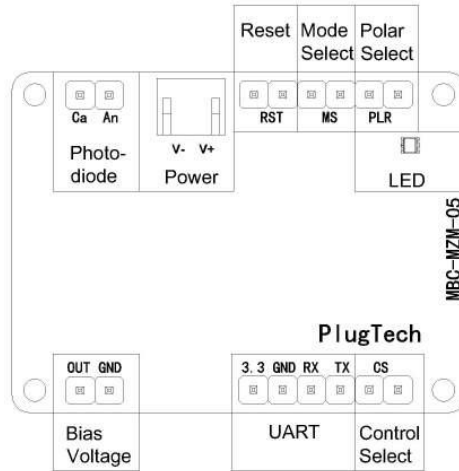 Reset Mode Select Polar Select
Ca An
V- V+
RST MS PLR
Photo-
diode
Power
LED
MBC-MZM-05
PlugTech
OUT GND
3.3 GND RX TX CS
Bias
Voltage
UART
Control
Select